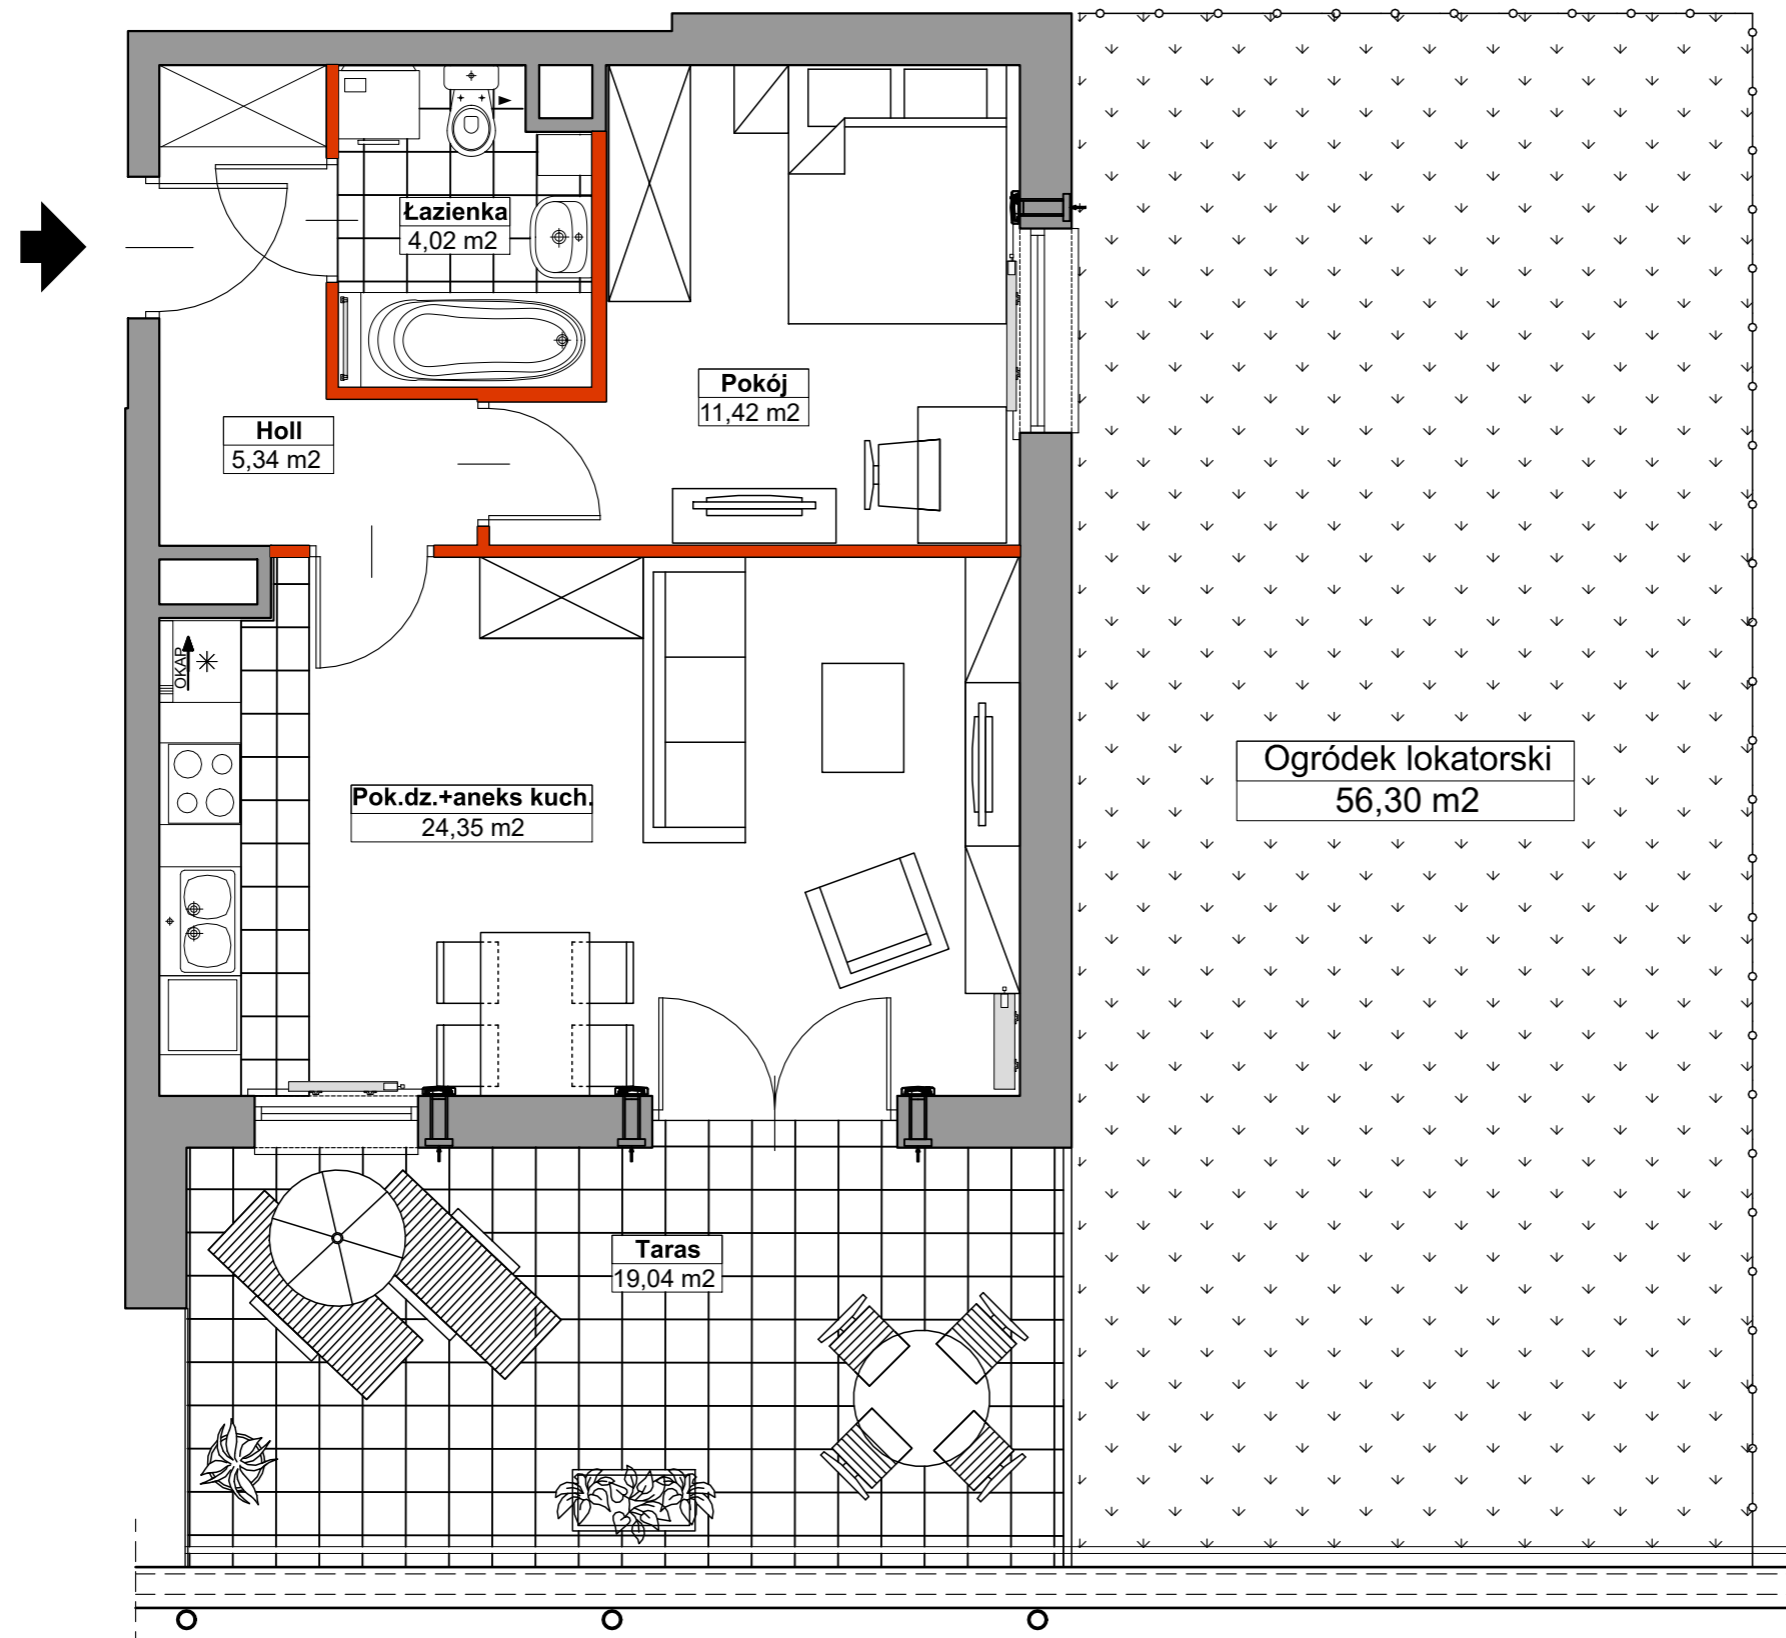 Łazienka
4,02 m2
Pokój
11,42 m2
Holl
5,34 m2
OKAP
Pok.dz.+aneks kuch.
24,35 m2
Ogródek lokatorski
56,30 m2
Taras
19,04 m2